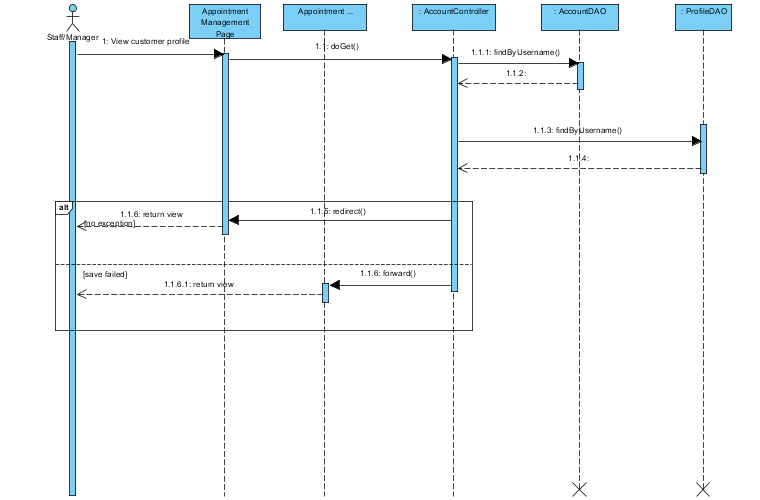 Appointment
Management
Page
Appointment ...
: AccountController
: AccountDAO
: ProfileDAO
Staff/Manager
1: View customer profile
1.1: doGet()
1.1.1: findByUsername()
1.1.2:
1.1.3: findByUsername()
1.1.4:
alt
1.1.6: return view
1.1.5: redirect()
[no exception]
[save failed]
1.1.6: forward()
1.1.6.1: return view